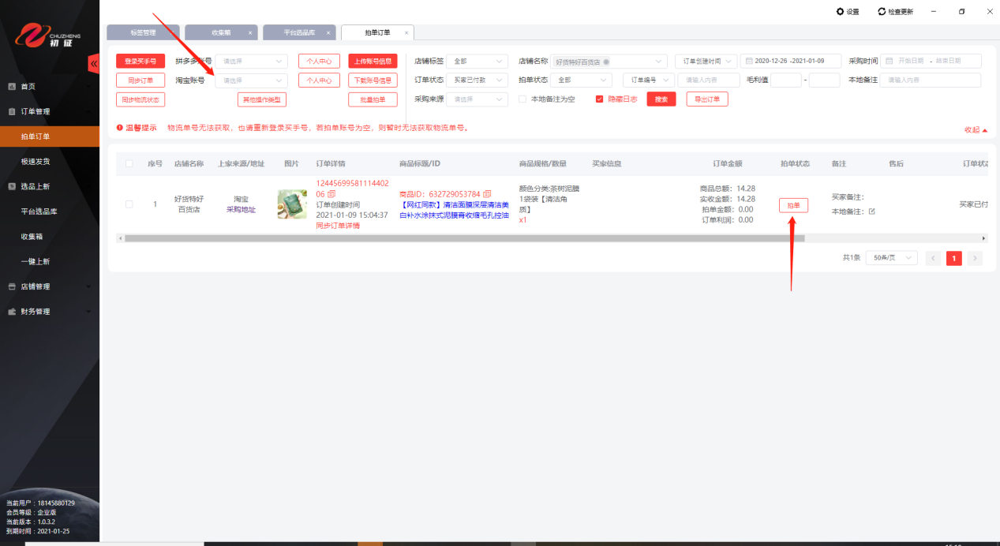 设置 检查更新
CHUZHENG
初 证
标签管理 收集箱 × 平台选品库 × 拍单订单 ×
登录买手号 拼多多账号 请选择 个人中心 上传账号信息 店铺标签 全部 店铺名称 好货特好百货店 订单创建时间 2020-12-26 -2021-01-09 采购时间 开始日期 - 结束日期
同步订单 淘宝账号 请选择 个人中心 下载账号信息 订单状态 买家已付款 拍单状态 全部 订单编号 请输入内容 毛利值 - 本地备注 请输入内容
同步物流状态 其他操作类型 批量拍单 采购来源 请选择 本地备注为空 隐藏日志 搜索 导出订单
温馨提示 物流单号无法获取，也请重新登录买手号，若拍单账号为空，则暂时无法获取物流单号。
收起
首页
订单管理
拍单订单
极速发货
选品上新
平台选品库
收集箱
一键上新
店铺管理
财务管理
序号 店铺名称 上家来源/地址 图片 订单详情 商品标题/ID 商品规格/数量 买家信息 订单金额 拍单状态 备注 售后 订单状态
1
好货特好
百货店
淘宝
采购地址
12445699581114402
06
订单创建时间
2021-01-09 15:04:37
同步订单详情
商品ID：632729053784
【网红同款】清洁面膜深层清洁美
白补水涂抹式泥膜膏收缩毛孔控油
颜色分类:茶树泥膜
1袋装【清洁角
质】
x1
商品总额：14.28
实收金额：14.28
拍单金额：0.00
订单利润：0.00
拍单
买家备注：
本地备注：
买家已付
共1条 50条/页 < 1 >
当前用户：18145880129
会员等级：企业版
当前版本：1.0.3.2
到期时间：2021-01-25